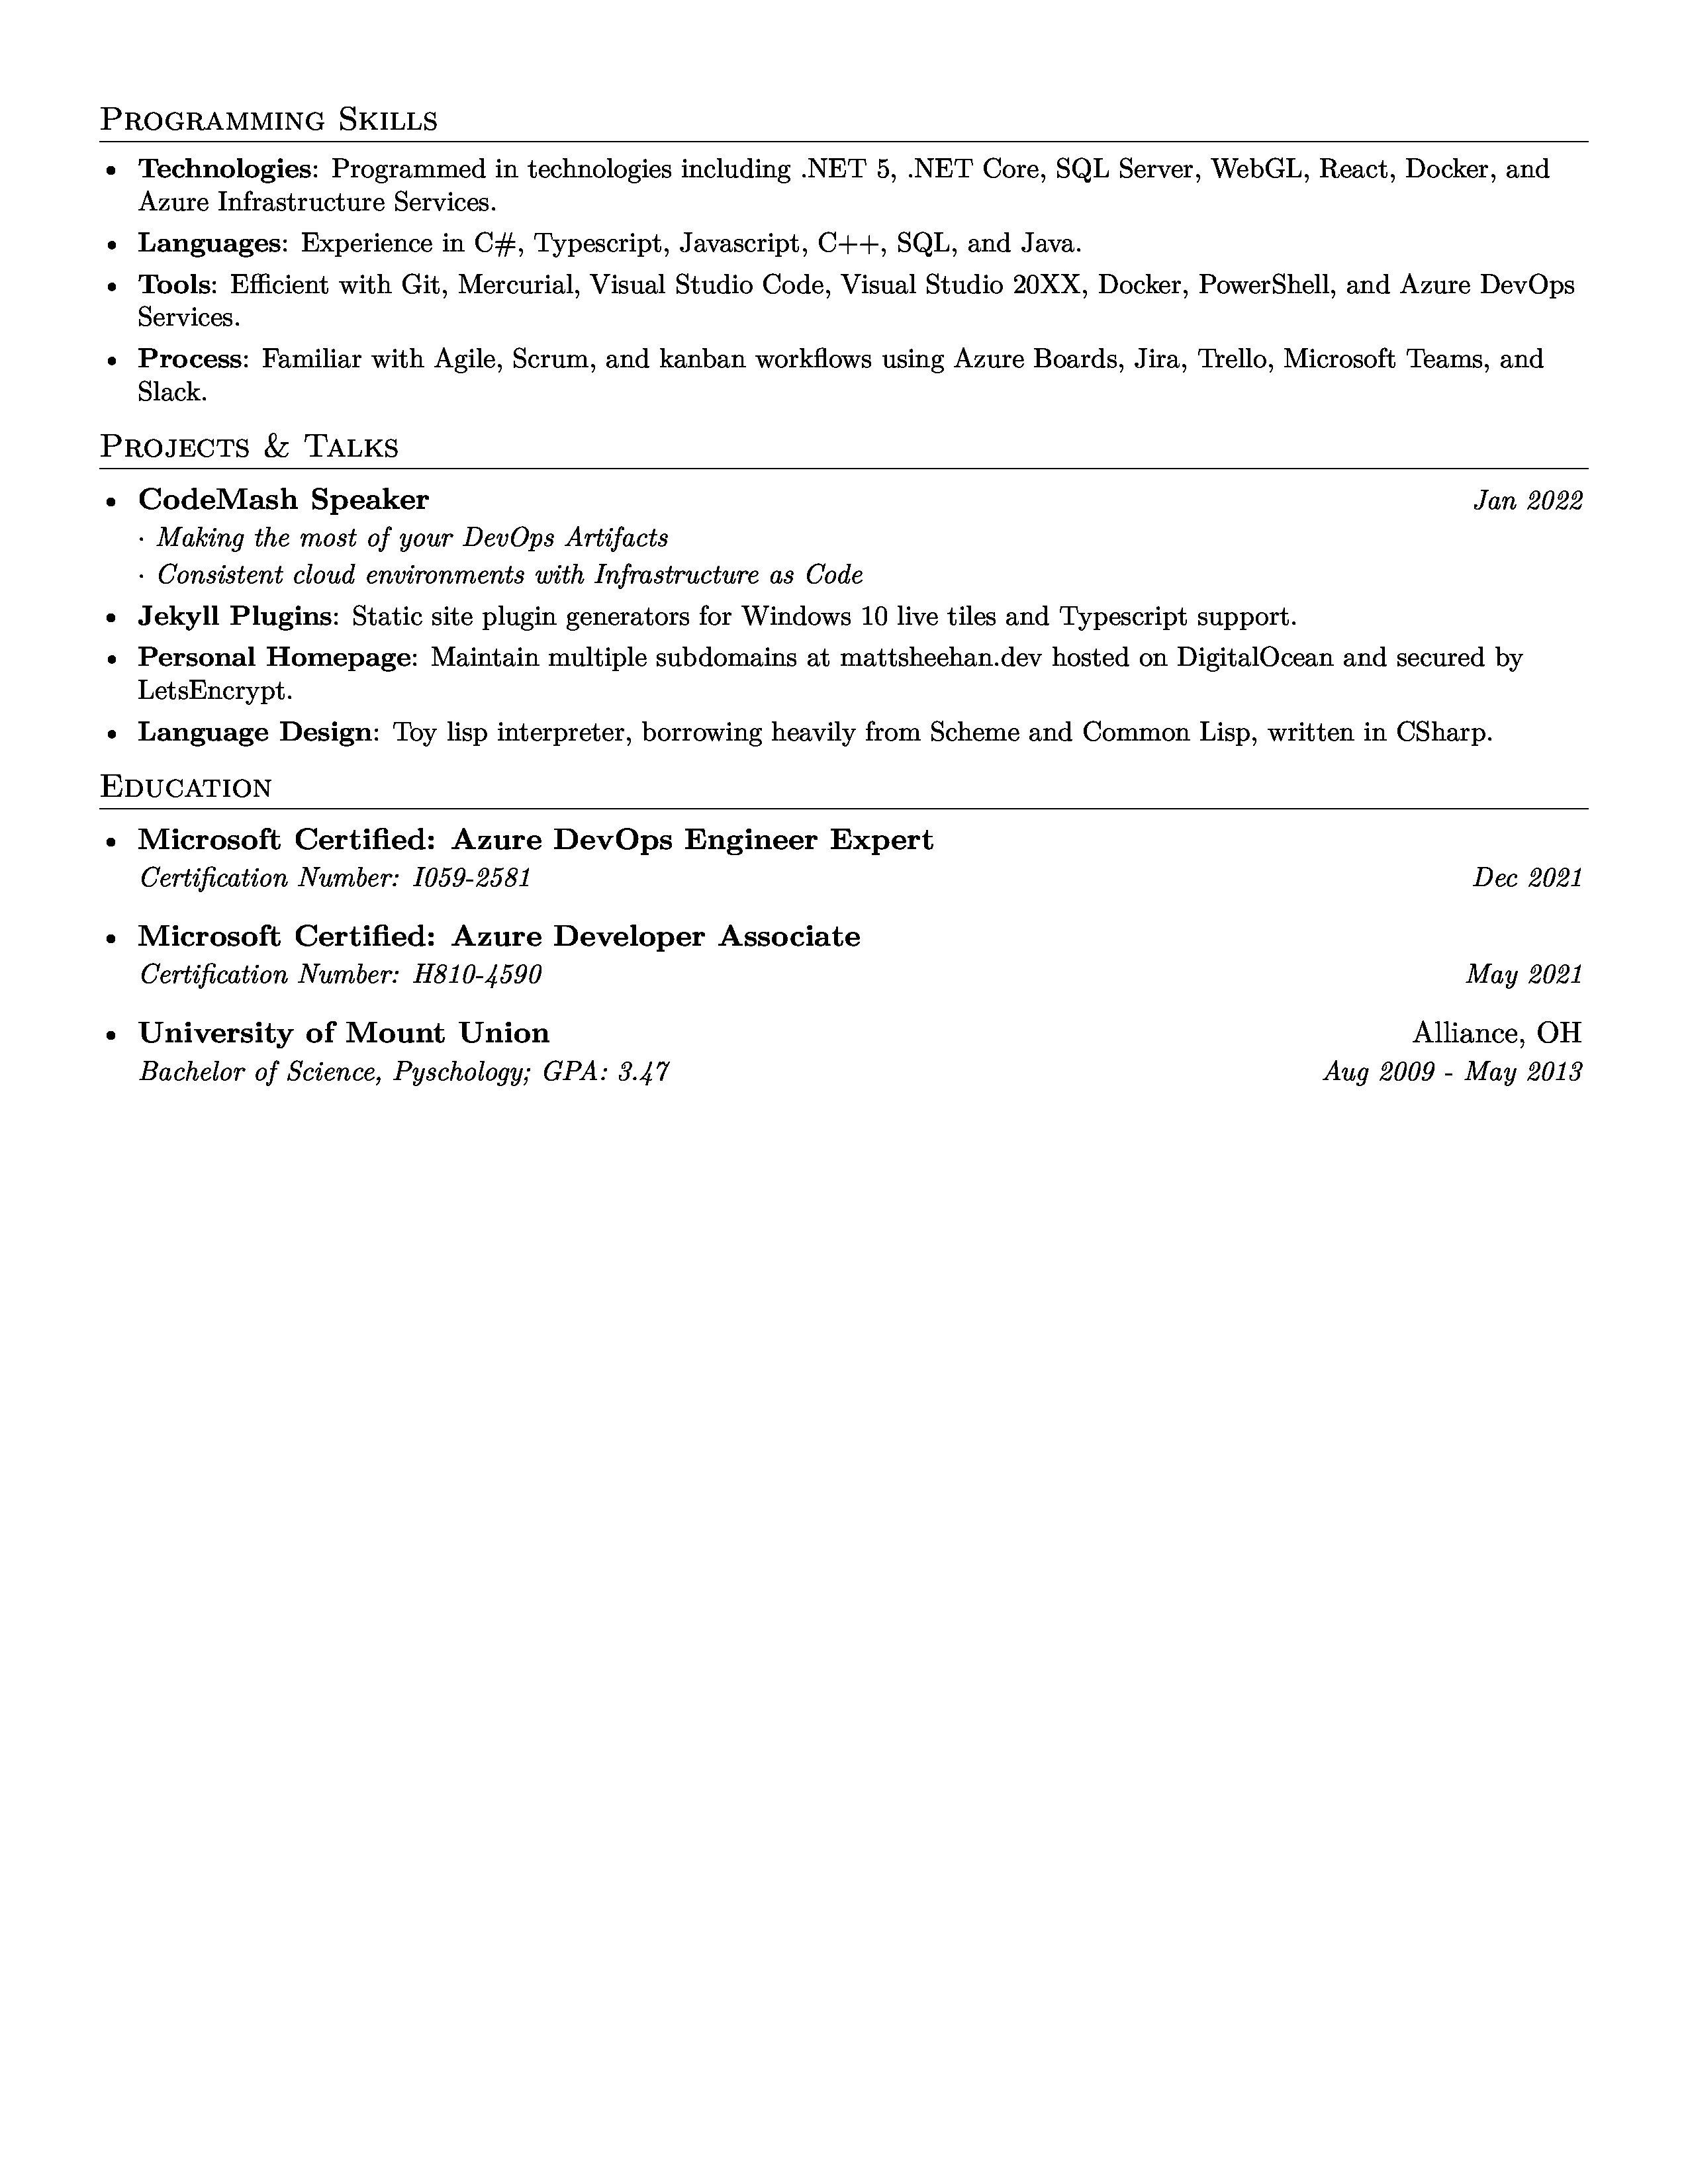 Programming Skills
• Technologies: Programmed in technologies including .NET 5, .NET Core, SQL Server, WebGL, React, Docker, and
Azure Infrastructure Services.
• Languages: Experience in C#, Typescript, Javascript, C++, SQL, and Java.
• Tools: Efficient with Git, Mercurial, Visual Studio Code, Visual Studio 20XX, Docker, PowerShell, and Azure DevOps
Services.
• Process: Familiar with Agile, Scrum, and kanban workflows using Azure Boards, Jira, Trello, Microsoft Teams, and
Slack.
Projects & Talks
• CodeMash Speaker Jan 2022
· Making the most of your DevOps Artifacts
· Consistent cloud environments with Infrastructure as Code
• Jekyll Plugins: Static site plugin generators for Windows 10 live tiles and Typescript support.
• Personal Homepage: Maintain multiple subdomains at mattsheehan.dev hosted on DigitalOcean and secured by
LetsEncrypt.
• Language Design: Toy lisp interpreter, borrowing heavily from Scheme and Common Lisp, written in CSharp.
Education
• Microsoft Certified: Azure DevOps Engineer Expert
Certification Number: I059-2581 Dec 2021
• Microsoft Certified: Azure Developer Associate
Certification Number: H810-4590 May 2021
• University of Mount Union Alliance, OH
Bachelor of Science, Pyschology; GPA: 3.47 Aug 2009 - May 2013